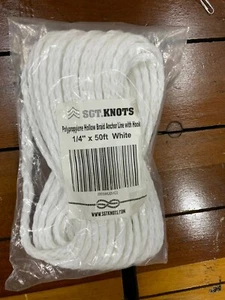 SGT.KNOTS
Polypropylene Hollow Braid Anchor Line with Hook
1/4" x 50ft White
WWW.SGTKNOTS.COM